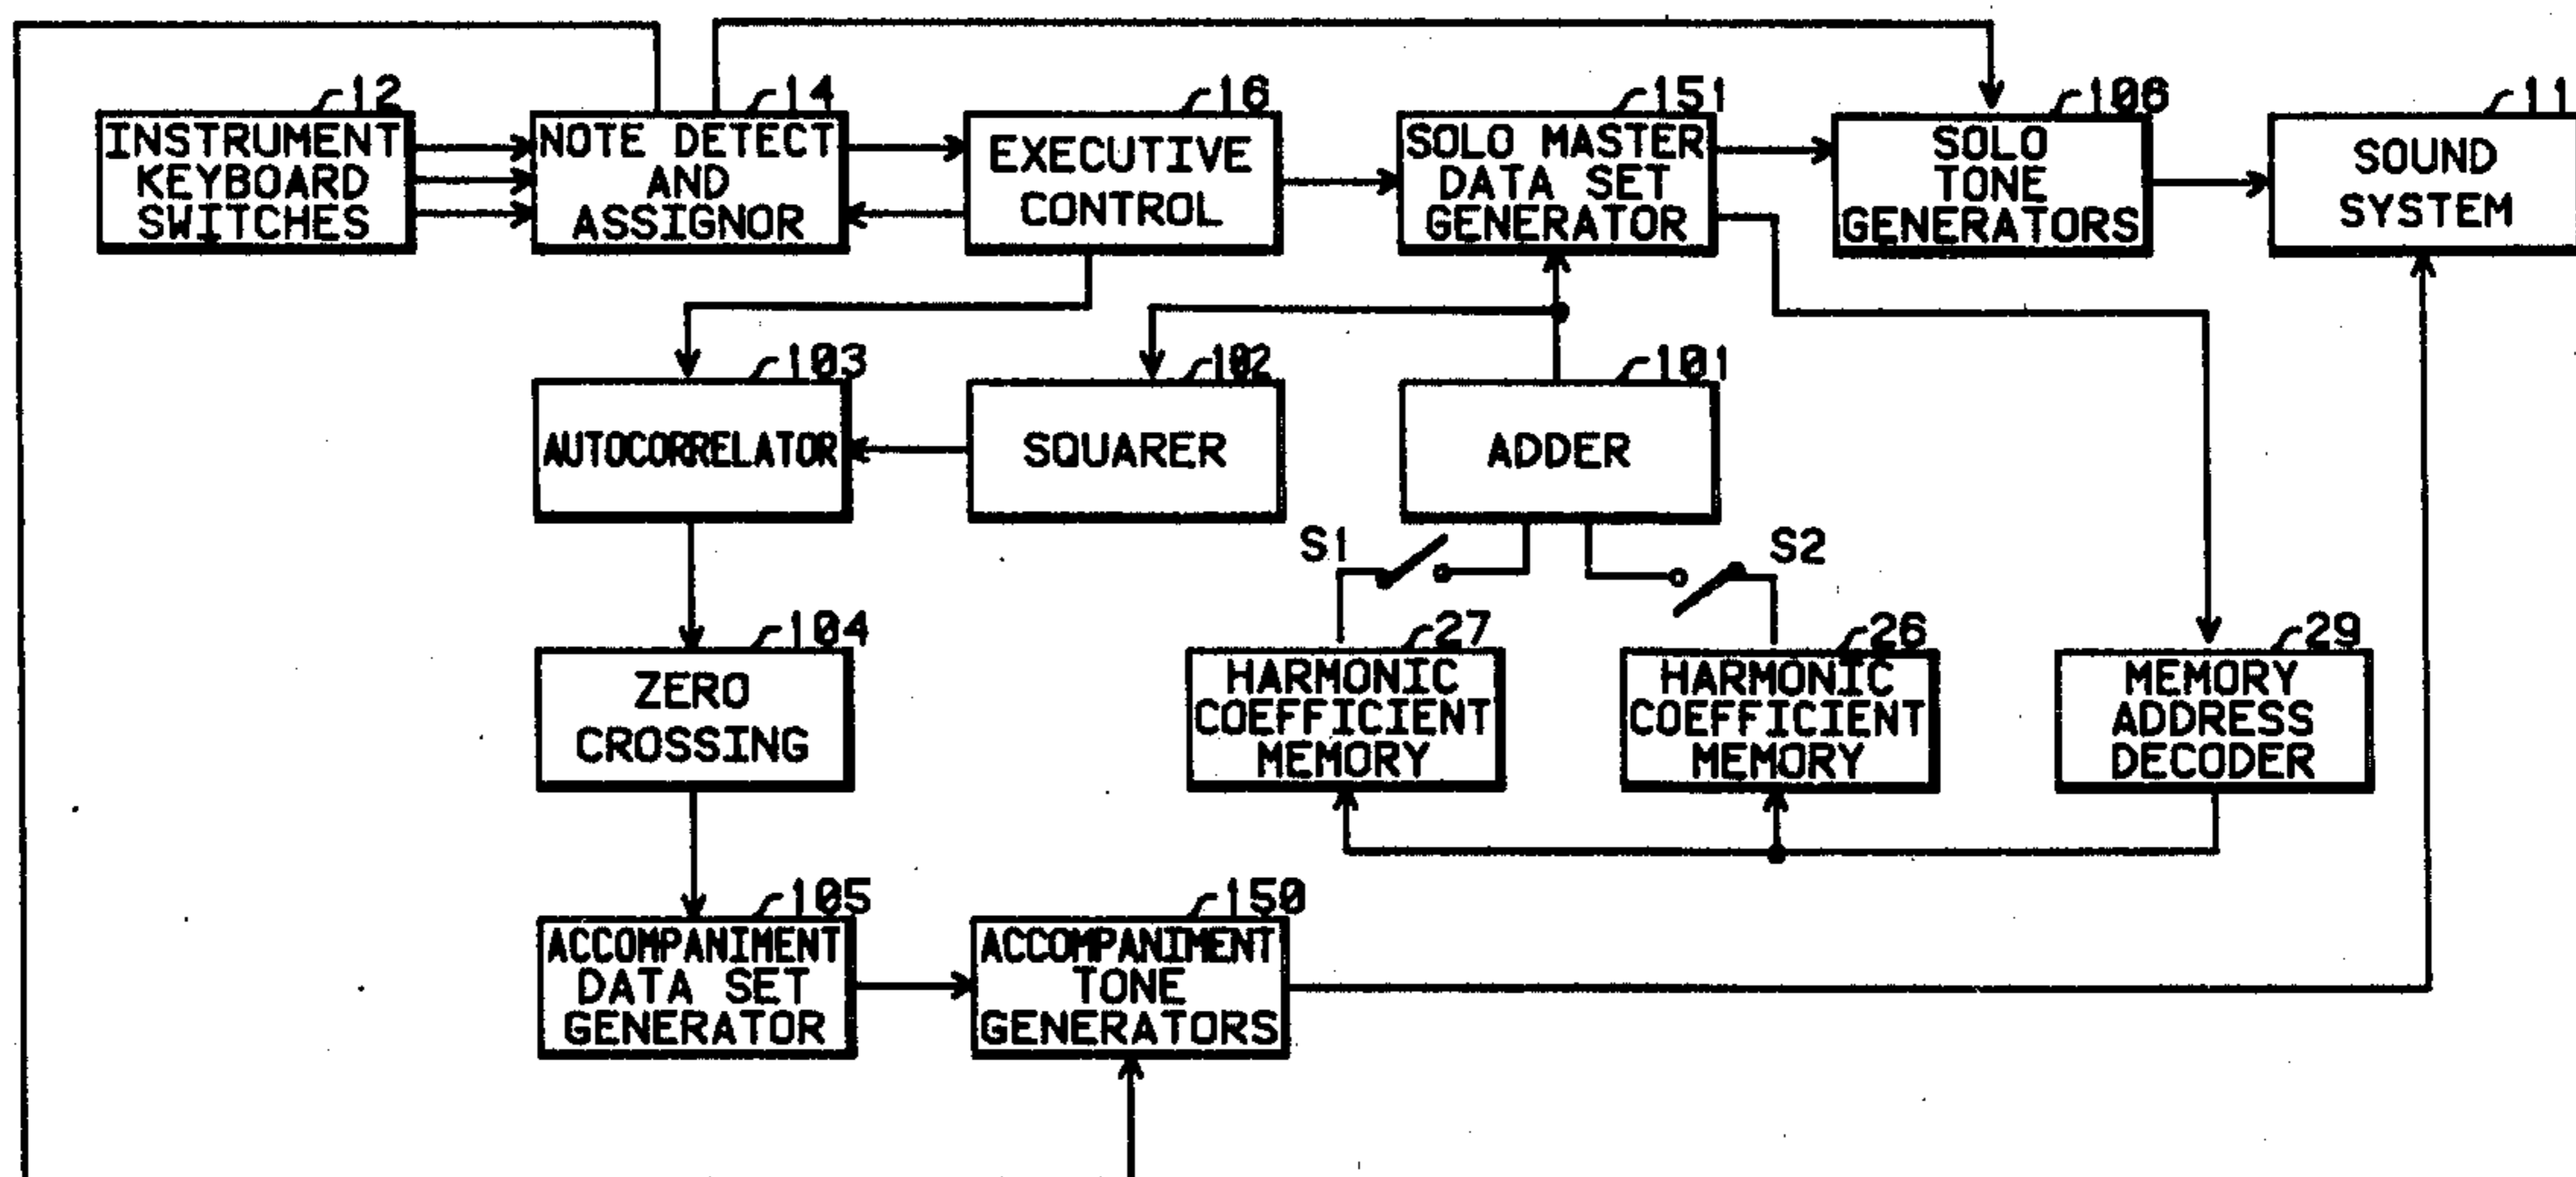 12
INSTRUMENT
KEYBOARD
SWITCHES
14
NOTE DETECT
AND
ASSIGNOR
16
EXECUTIVE
CONTROL
151
SOLO MASTER
DATA SET
GENERATOR
106
SOLO
TONE
GENERATORS
11
SOUND
SYSTEM
103
AUTOCORRELATOR
102
SQUARER
101
ADDER
S1
S2
104
ZERO
CROSSING
27
HARMONIC
COEFFICIENT
MEMORY
26
HARMONIC
COEFFICIENT
MEMORY
29
MEMORY
ADDRESS
DECODER
105
ACCOMPANIMENT
DATA SET
GENERATOR
150
ACCOMPANIMENT
TONE
GENERATORS